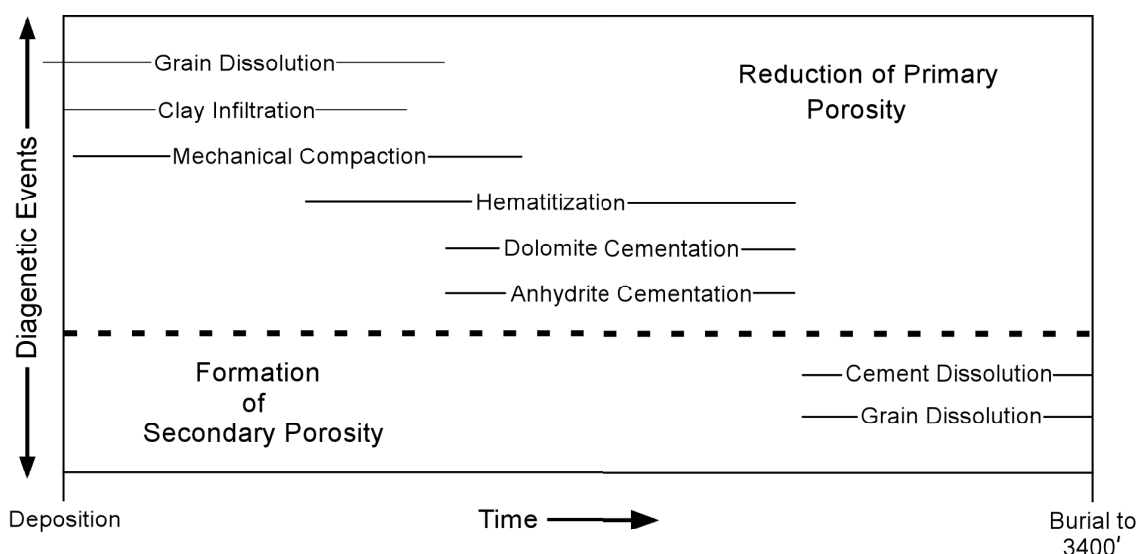 Diagenetic Events
Grain Dissolution
Clay Infiltration
Mechanical Compaction
Hematitization
Dolomite Cementation
Anhydrite Cementation
Reduction of Primary
Porosity
Formation
of
Secondary Porosity
Cement Dissolution
Grain Dissolution
Deposition
Time
Burial to
3400'